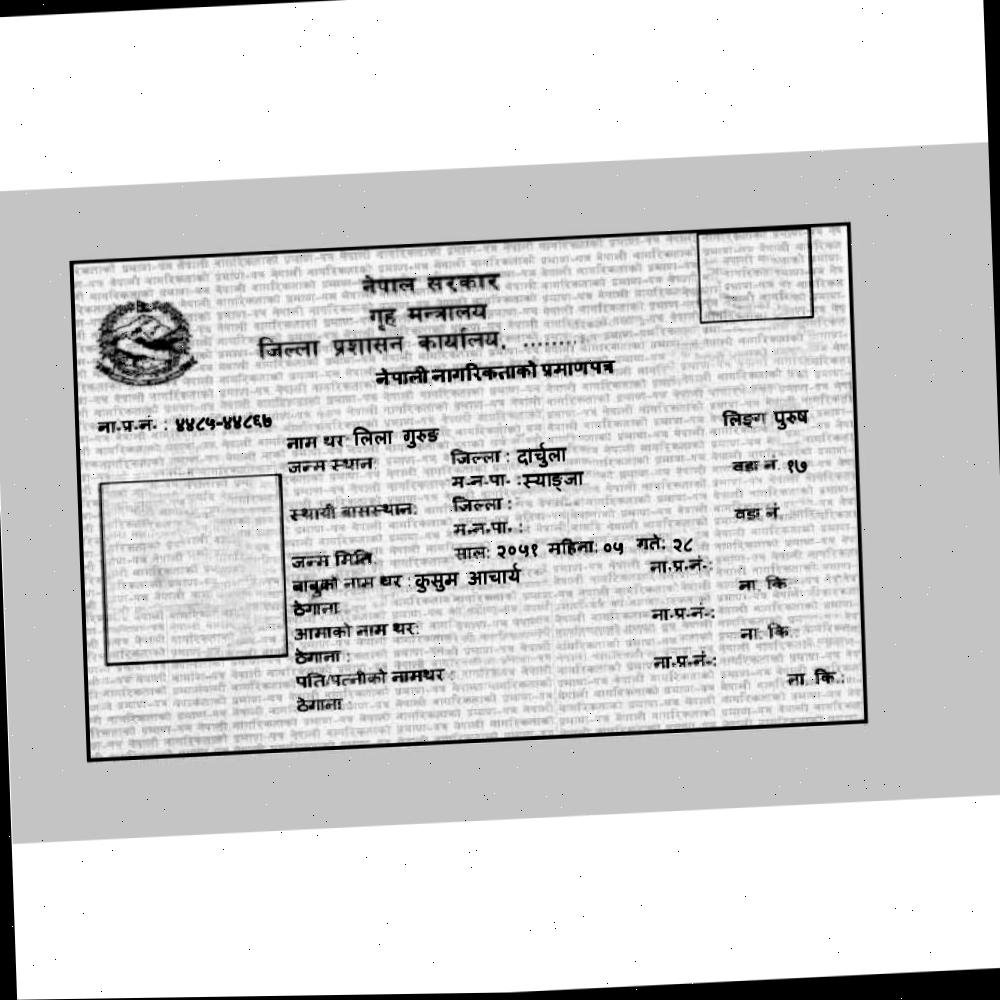 नेपाल सरकार
गृह मन्त्रालय
जिल्ला प्रशासन कार्यालय, ........
नेपाली नागरिकताको प्रमाणपत्र
ना.प्र.नं. : ४४८५-४४८६७
लिङ्ग पुरुष
नाम थर लिला गुरुङ
जन्म स्थान: जिल्ला : दार्चुला
म.न.पा. : स्याङ्जा वडा नं. १७
स्थायी बासस्थान: जिल्ला :
म.न.पा. : वडा नं.
जन्म मिति: साल: २०५१ महिना: ०५ गते: २८
बाबुको नाम थर : कुसुम आचार्य ना.प्र.नं.:
ठेगाना ना. कि.
आमाको नाम थर: ना.प्र.नं.:
ठेगाना : ना. कि.
पति/पत्नीको नामथर : ना.प्र.नं.:
ठेगाना : ना. कि.: